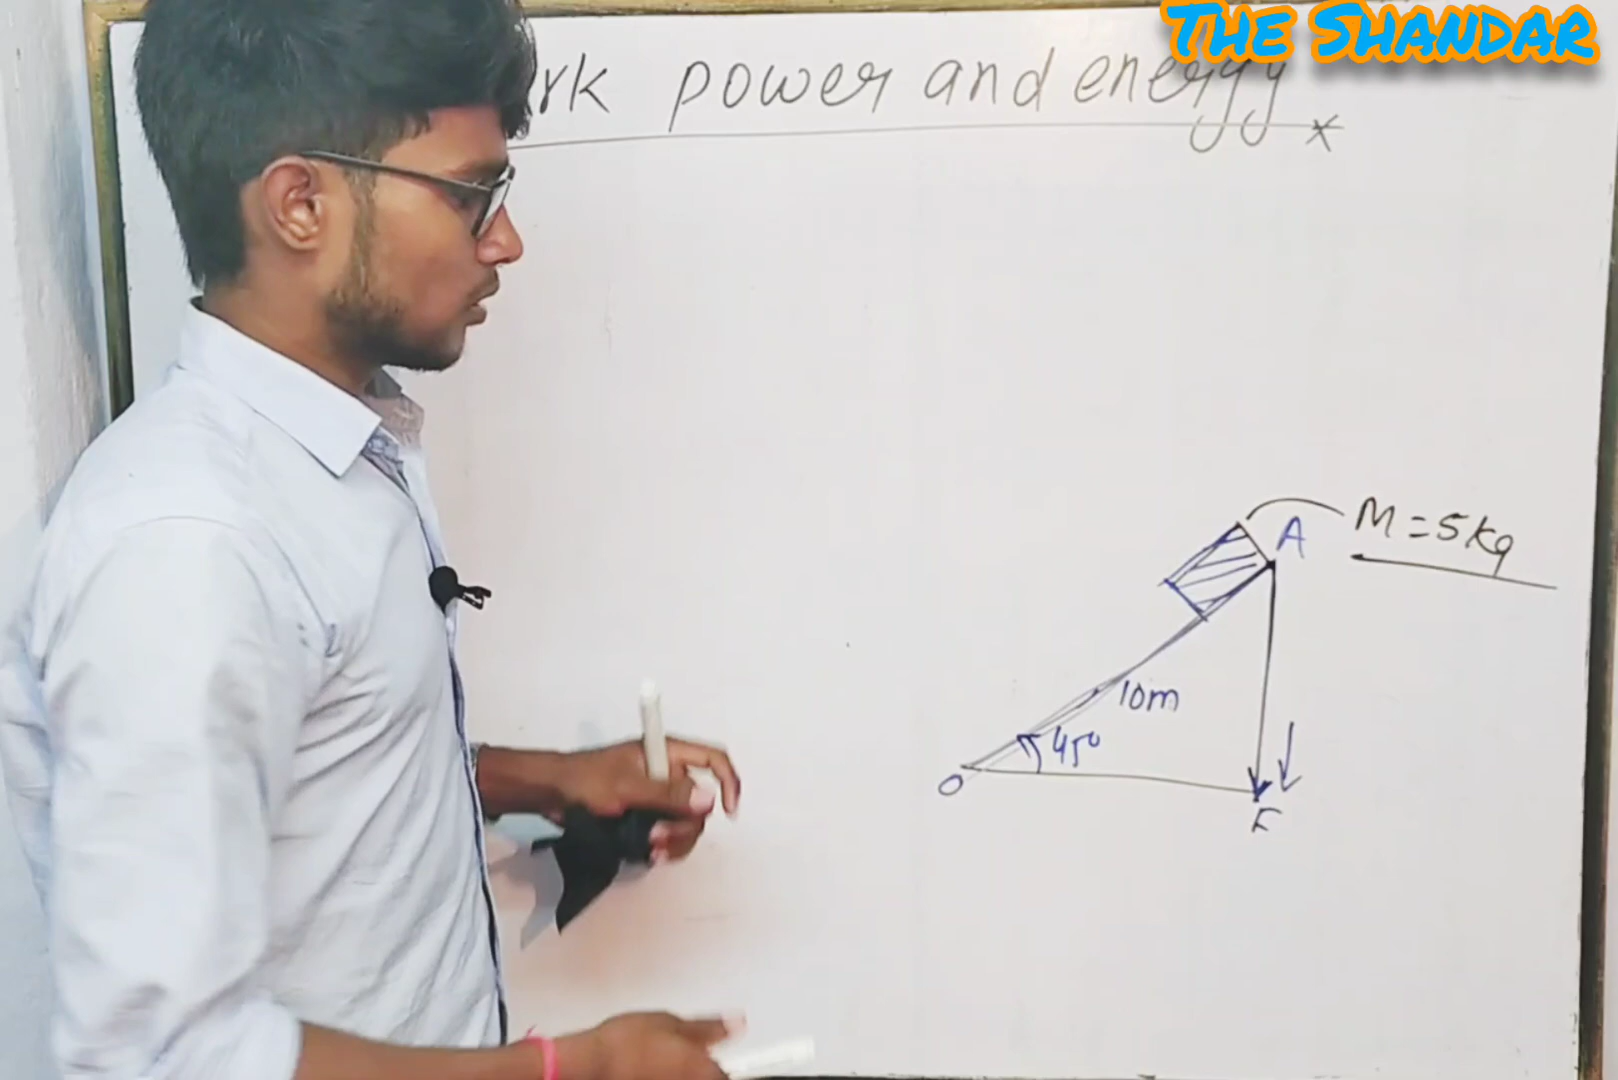 THE SHANDAR
rk power and energy
A
M=5kg
10m
45°
O
F